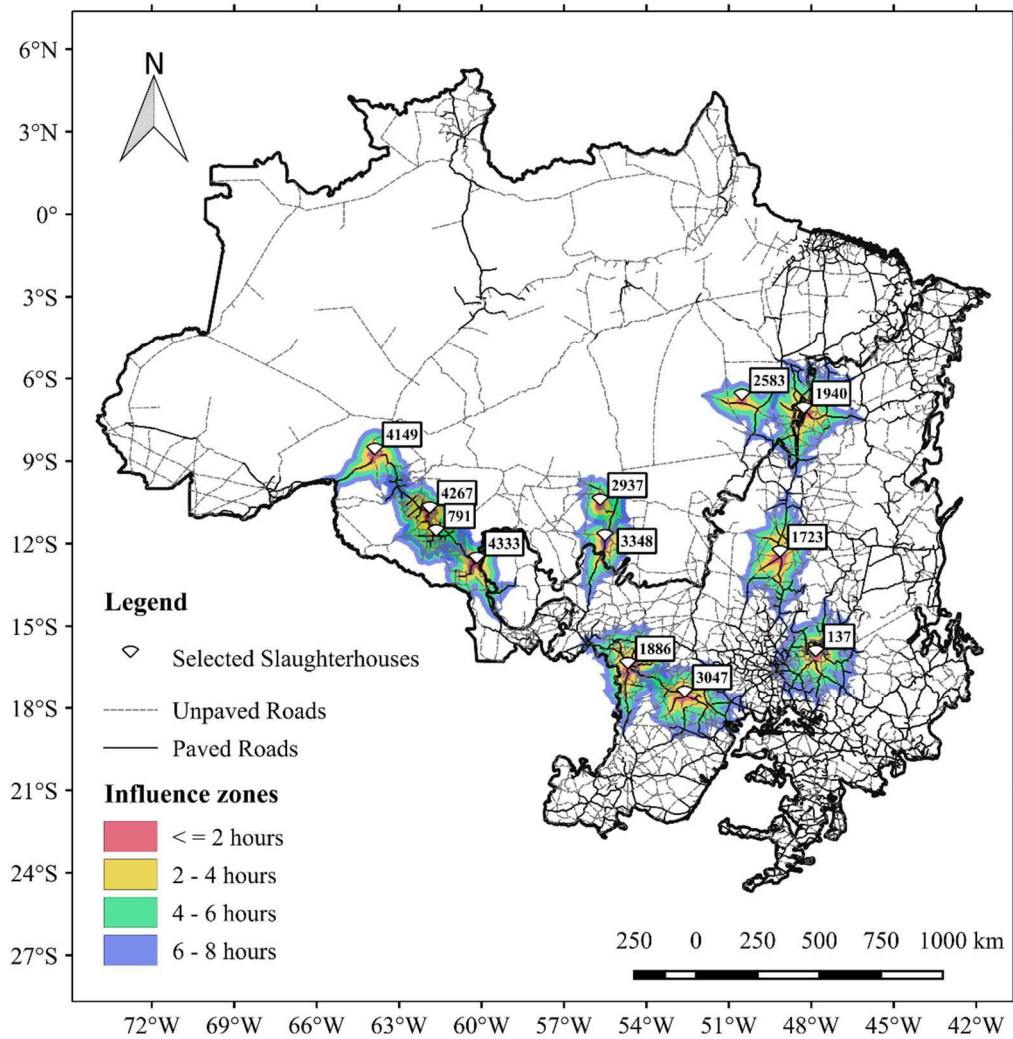 6°N
3°N
0°
3°S
6°S
9°S
12°S
15°S
18°S
21°S
24°S
27°S
N
2583
1940
4149
4267
791
4333
2937
3348
1723
137
1886
3047
Legend
Selected Slaughterhouses
Unpaved Roads
Paved Roads
Influence zones
< = 2 hours
2 - 4 hours
4 - 6 hours
6 - 8 hours
250 0 250 500 750 1000 km
72°W 69°W 66°W 63°W 60°W 57°W 54°W 51°W 48°W 45°W 42°W